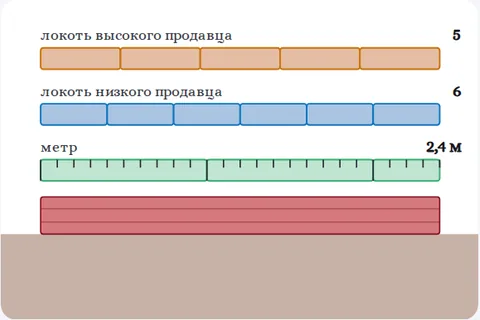 локоть высокого продавца 5
локоть низкого продавца 6
метр 2,4 м